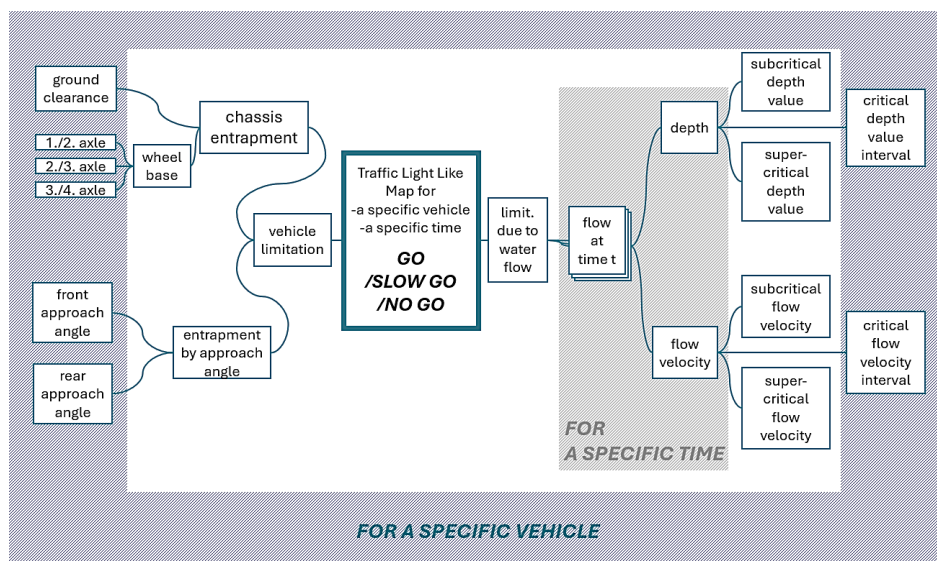 ground
clearance
1./2. axle
2./3. axle
3./4. axle
wheel
base
chassis
entrapment
vehicle
limitation
front
approach
angle
rear
approach
angle
entrapment
by approach
angle
Traffic Light Like
Map for
-a specific vehicle
-a specific time
GO
/SLOW GO
/NO GO
limit.
due to
water
flow
flow
at
time t
depth
subcritical
depth
value
super-
critical
depth
value
critical
depth
value
interval
flow
velocity
subcritical
flow
velocity
super-
critical
flow
velocity
critical
flow
velocity
interval
FOR
A SPECIFIC TIME
FOR A SPECIFIC VEHICLE